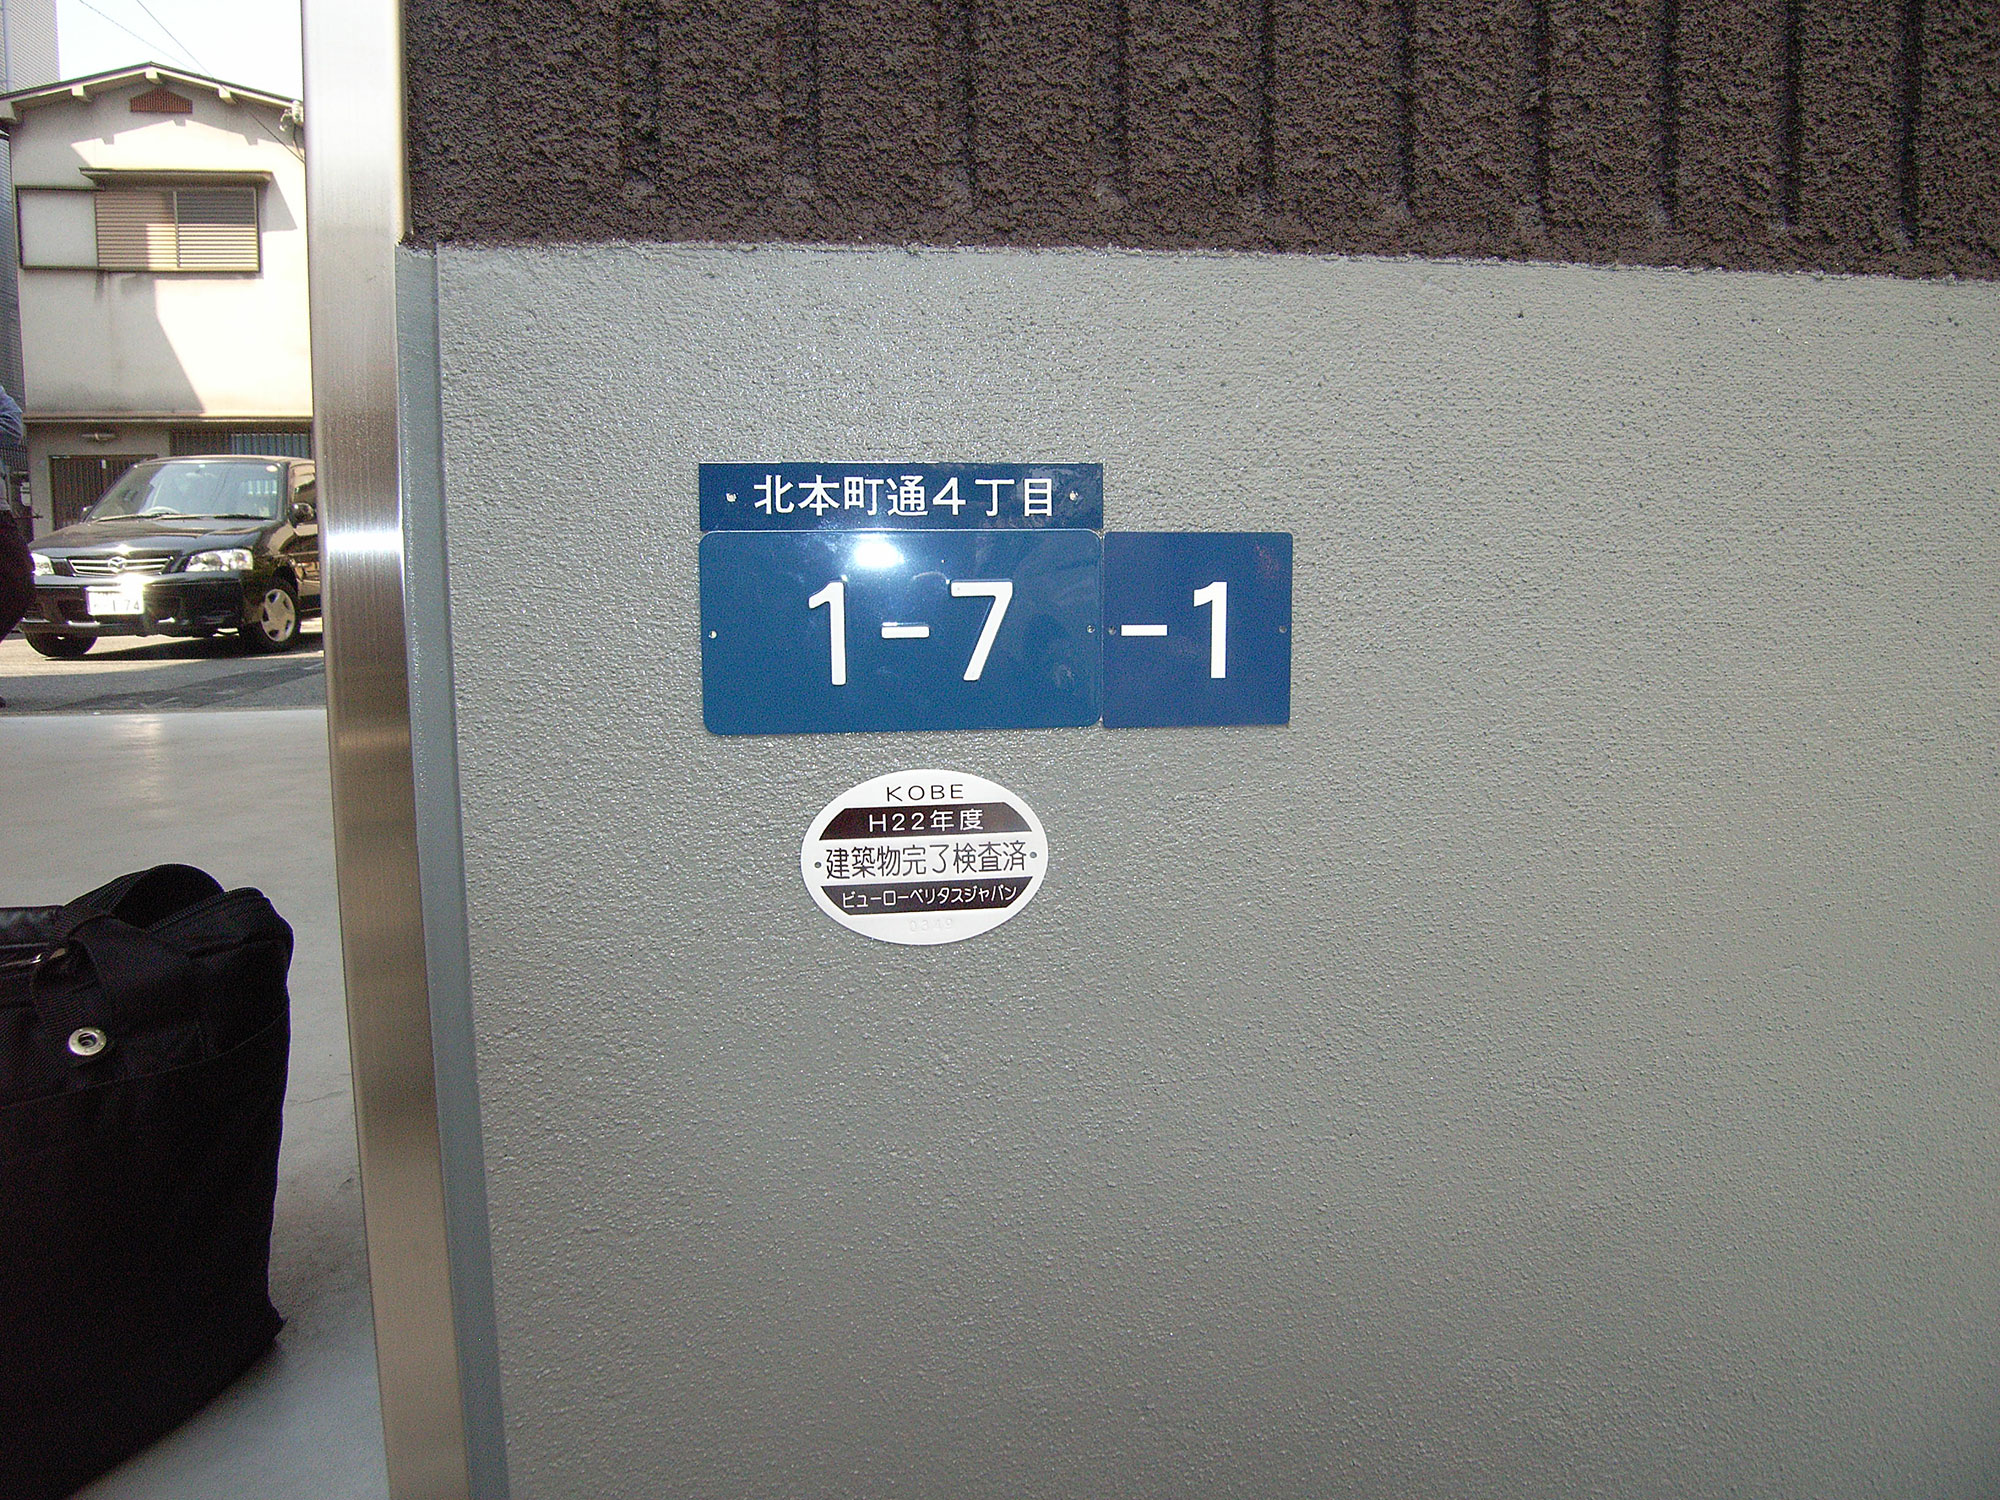 北本町通4丁目
1-7-1
KOBE
H22年度
建築物完了検査済
ビューローベリタスジャパン